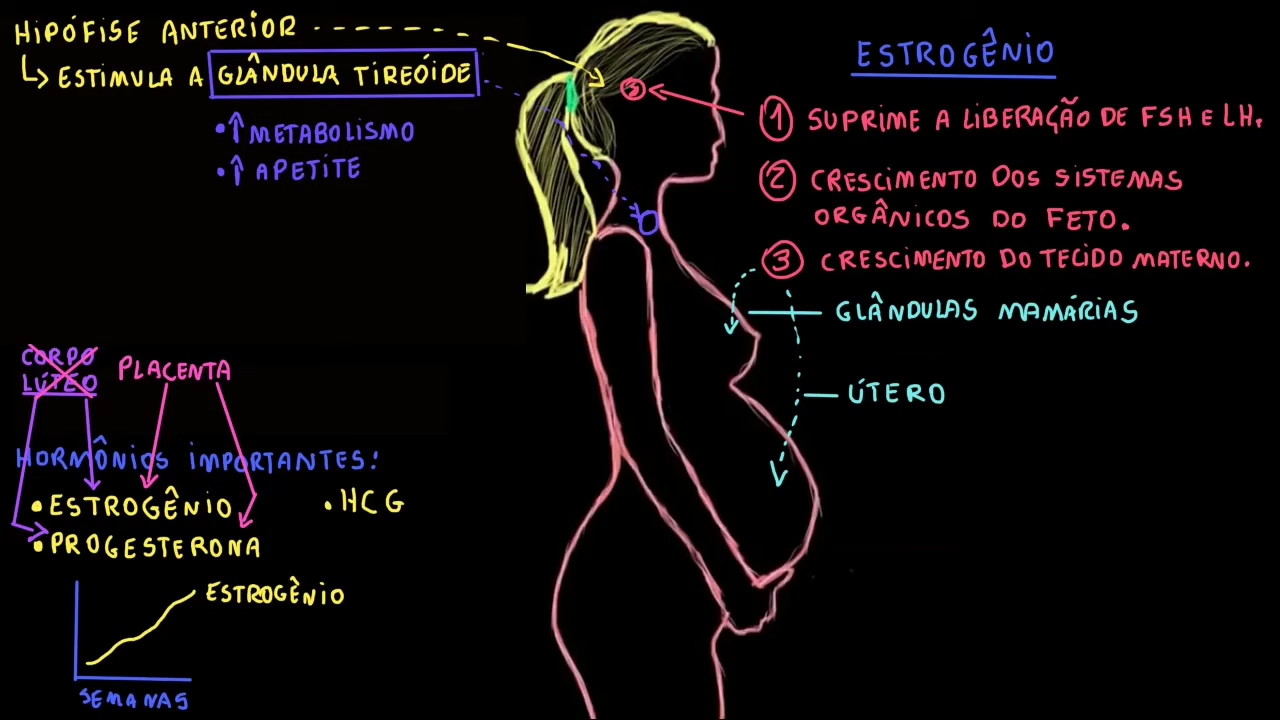 HIPÓFISE ANTERIOR
ESTIMULA A GLÂNDULA TIREÓIDE
• ↑ METABOLISMO
• ↑ APETITE
CORPO
LÚTEO
PLACENTA
HORMÔNIOS IMPORTANTES:
• ESTROGÊNIO
• HCG
• PROGESTERONA
ESTROGÊNIO
SEMANAS
ESTROGÊNIO
1 SUPRIME A LIBERAÇÃO DE FSH E LH.
2 CRESCIMENTO DOS SISTEMAS
ORGÂNICOS DO FETO.
3 CRESCIMENTO DO TECIDO MATERNO.
GLÂNDULAS MAMÁRIAS
ÚTERO